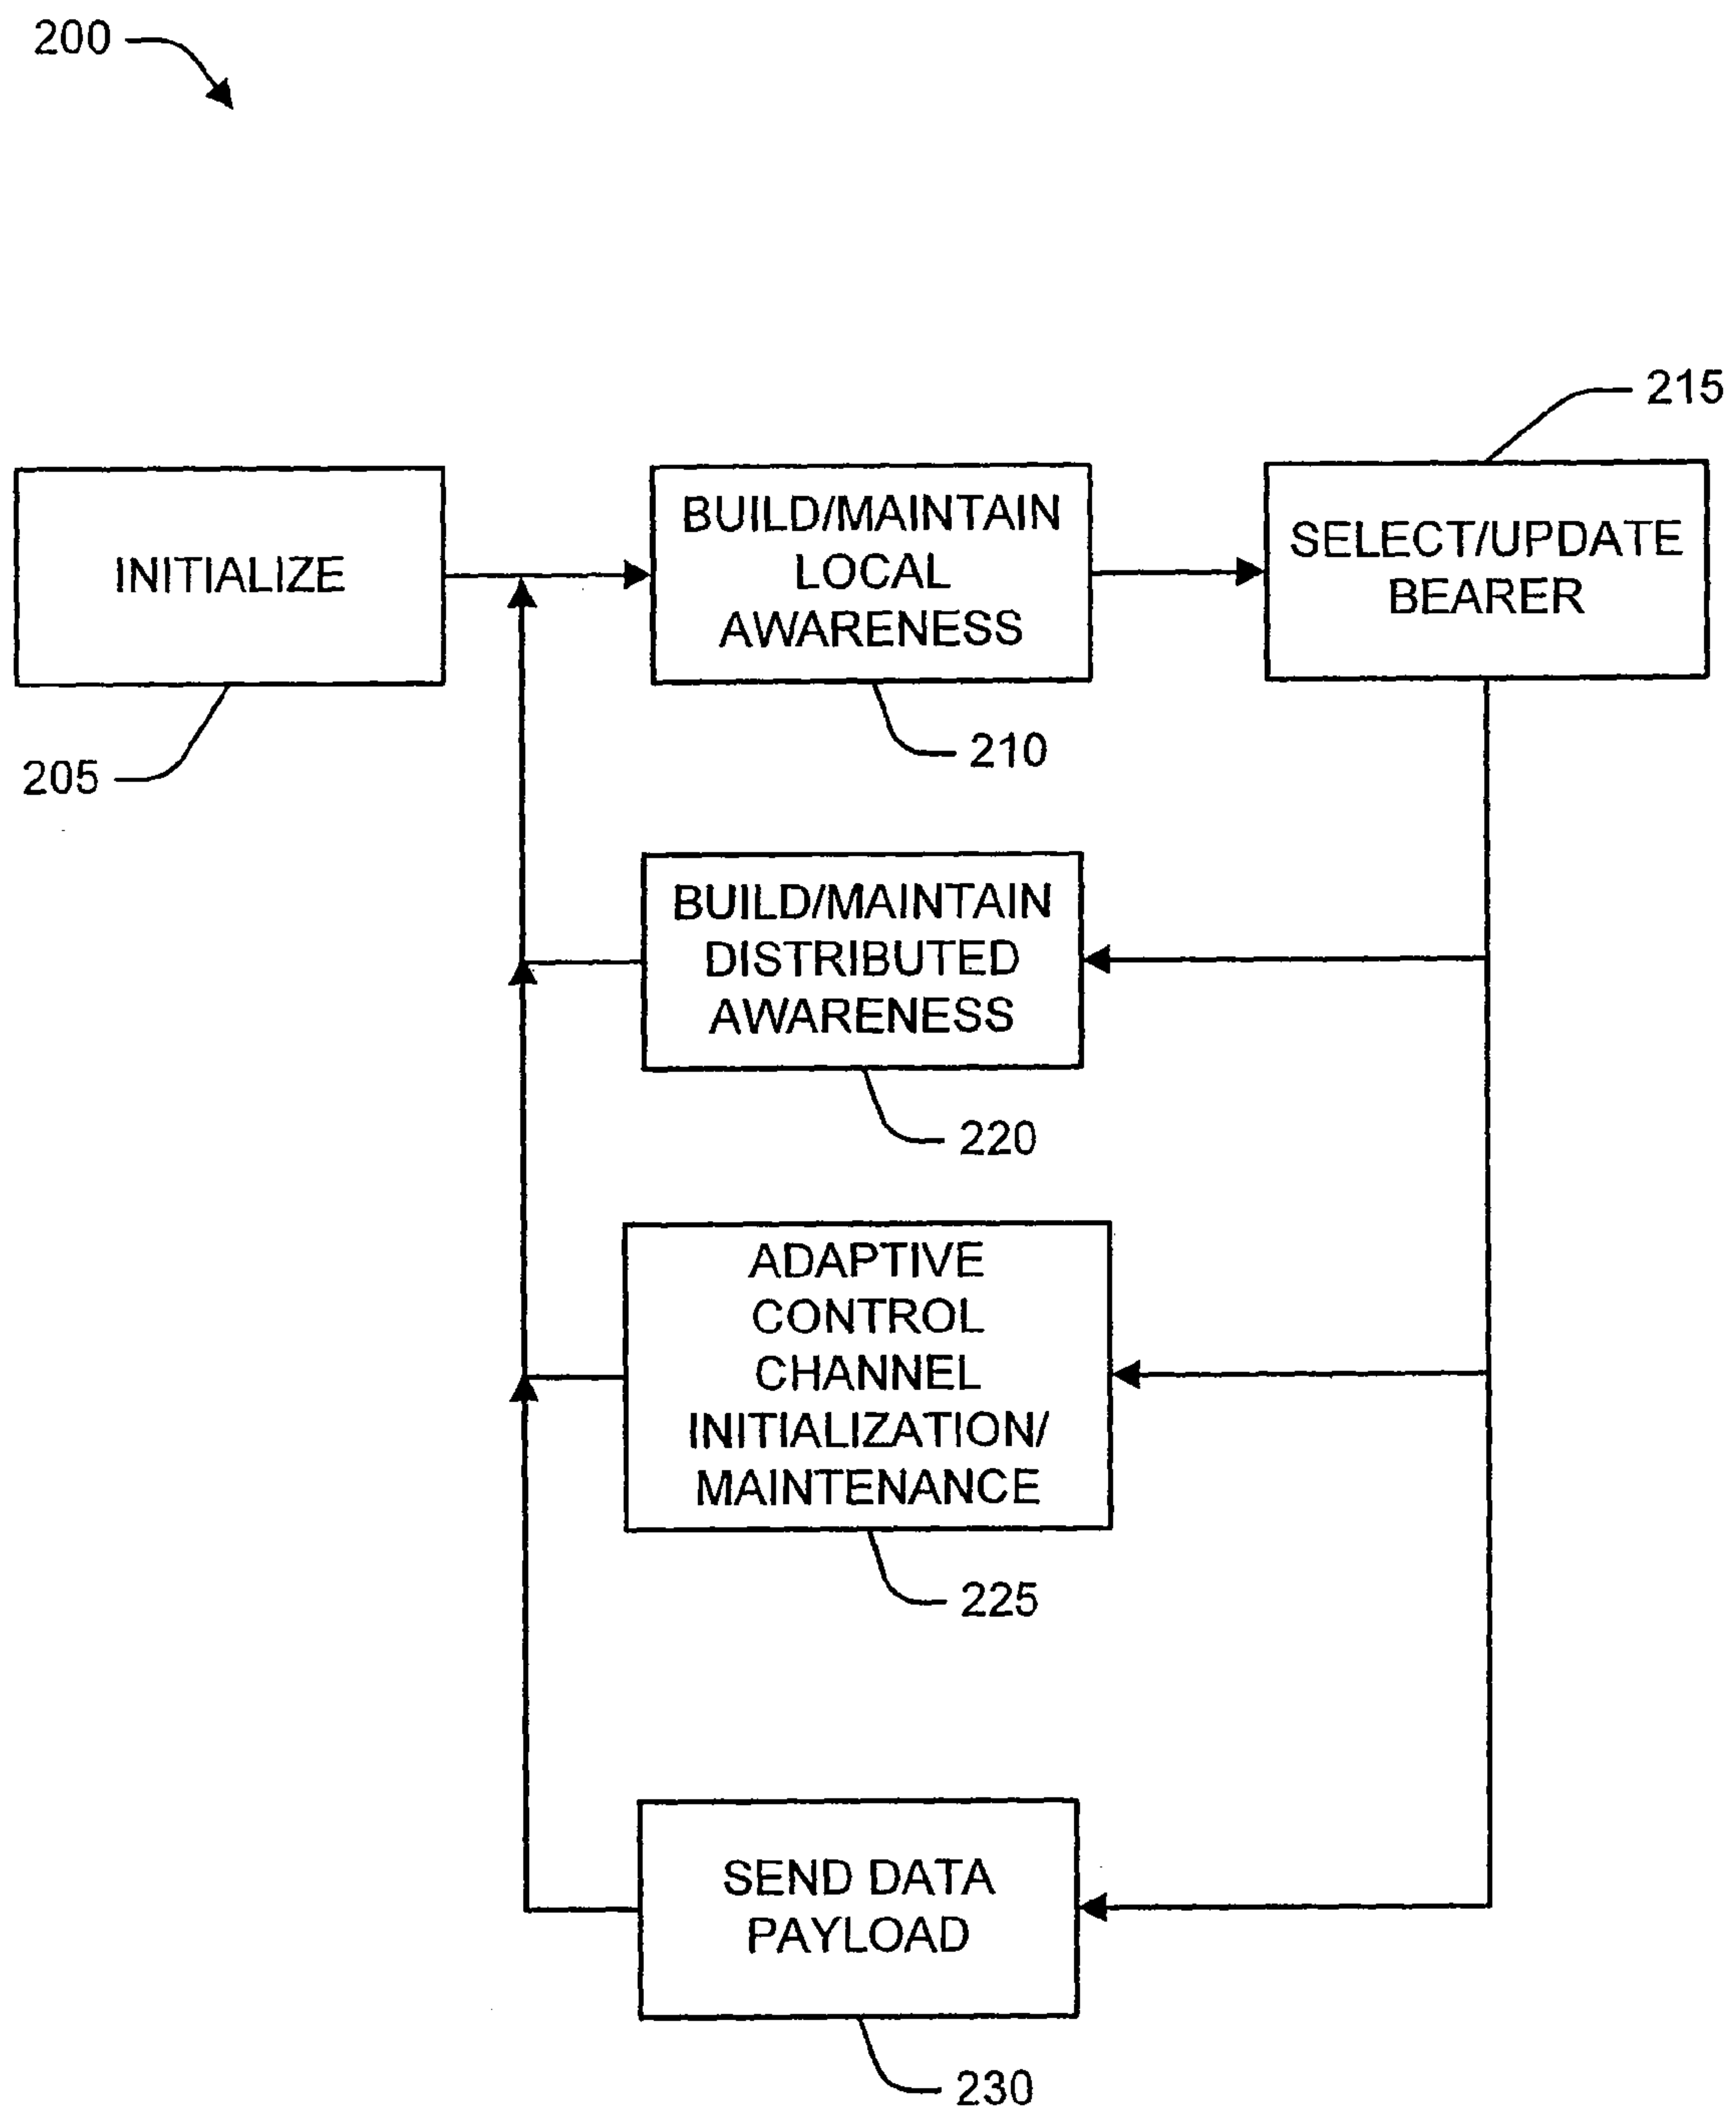 200
215
INITIALIZE
BUILD/MAINTAIN
LOCAL
AWARENESS
SELECT/UPDATE
BEARER
205
210
BUILD/MAINTAIN
DISTRIBUTED
AWARENESS
220
ADAPTIVE
CONTROL
CHANNEL
INITIALIZATION/
MAINTENANCE
225
SEND DATA
PAYLOAD
230